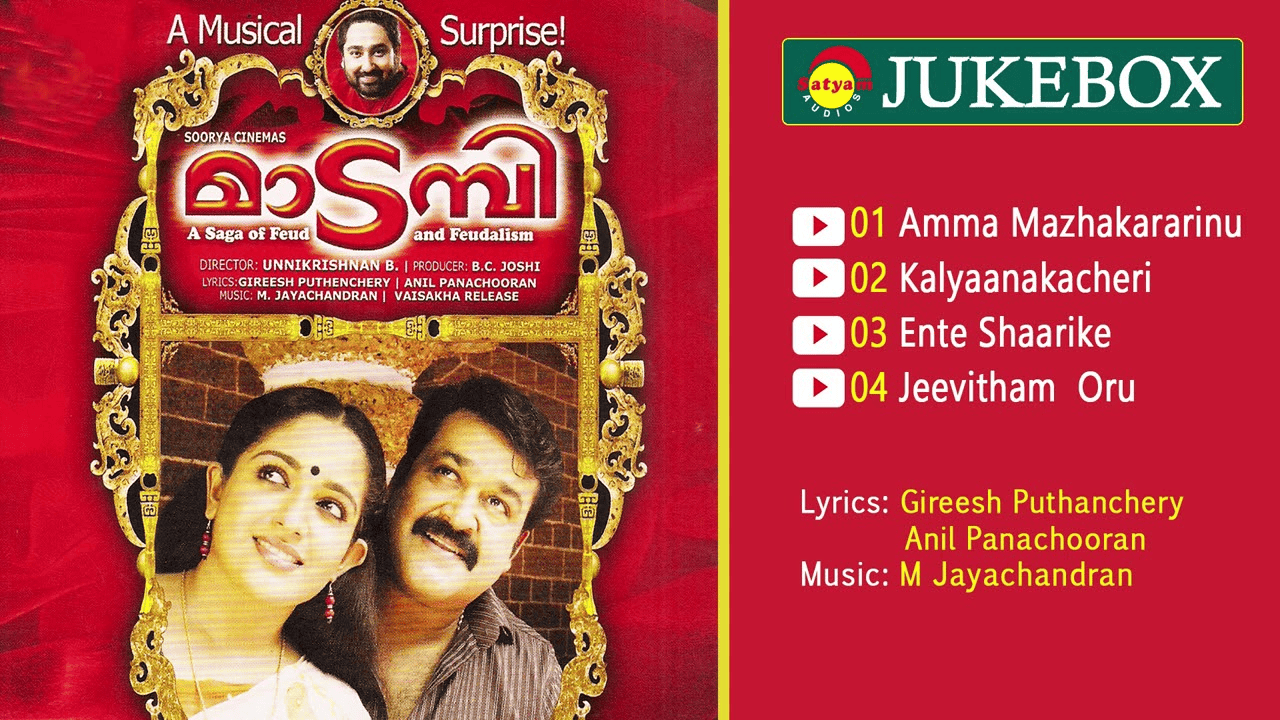 A Musical Surprise!
SOORYA CINEMAS
മാടമ്പി
A Saga of Feud and Feudalism
DIRECTOR: UNNIKRISHNAN B. | PRODUCER: B.C. JOSHI
LYRICS:GIREESH PUTHENCHERY | ANIL PANACHOORAN
MUSIC: M. JAYACHANDRAN | VAISAKHA RELEASE
Satyam AUDIOS JUKEBOX
01 Amma Mazhakararinu
02 Kalyaanakacheri
03 Ente Shaarike
04 Jeevitham Oru
Lyrics: Gireesh Puthanchery
Anil Panachooran
Music: M Jayachandran